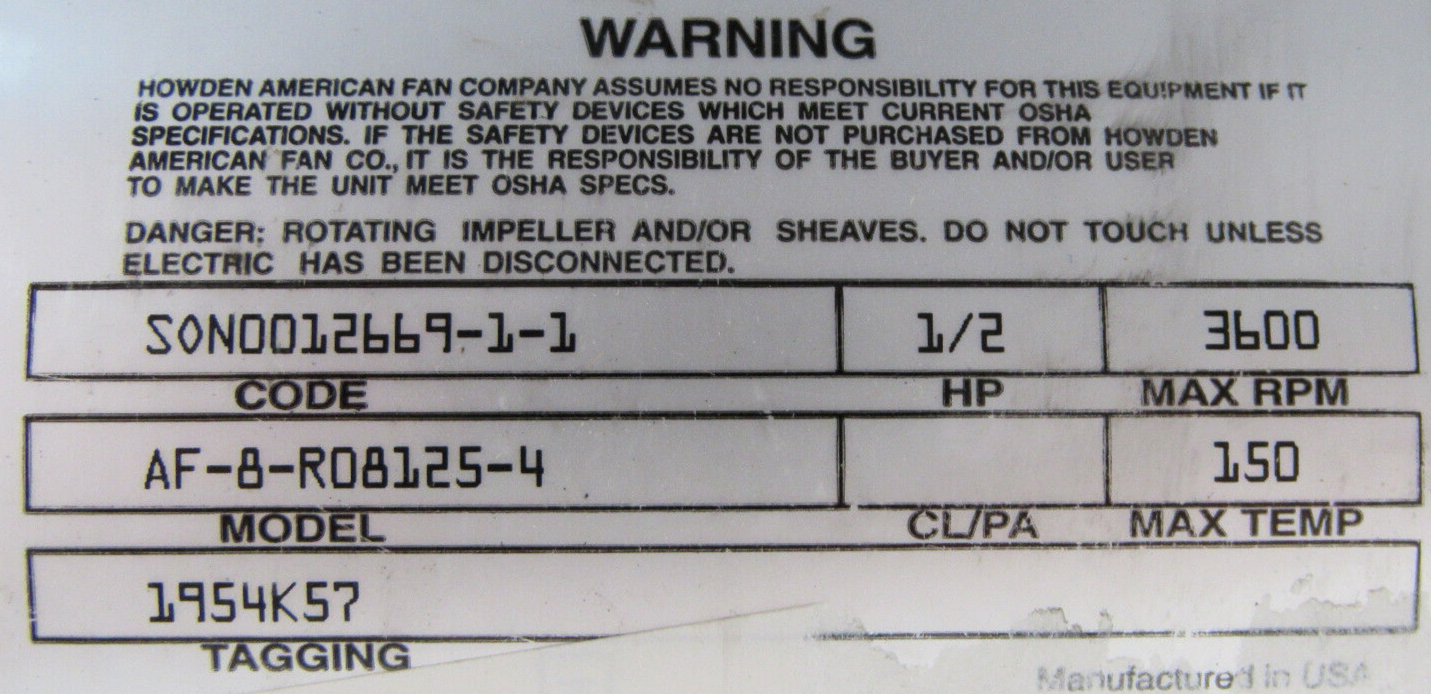 WARNING
HOWDEN AMERICAN FAN COMPANY ASSUMES NO RESPONSIBILITY FOR THIS EQUIPMENT IF IT
IS OPERATED WITHOUT SAFETY DEVICES WHICH MEET CURRENT OSHA
SPECIFICATIONS. IF THE SAFETY DEVICES ARE NOT PURCHASED FROM HOWDEN
AMERICAN FAN CO., IT IS THE RESPONSIBILITY OF THE BUYER AND/OR USER
TO MAKE THE UNIT MEET OSHA SPECS.
DANGER: ROTATING IMPELLER AND/OR SHEAVES. DO NOT TOUCH UNLESS
ELECTRIC HAS BEEN DISCONNECTED.
SON0012669-1-1 1/2 3600
CODE HP MAX RPM
AF-8-R08125-4 150
MODEL CL/PA MAX TEMP
1954K57
TAGGING
Manufactured in USA